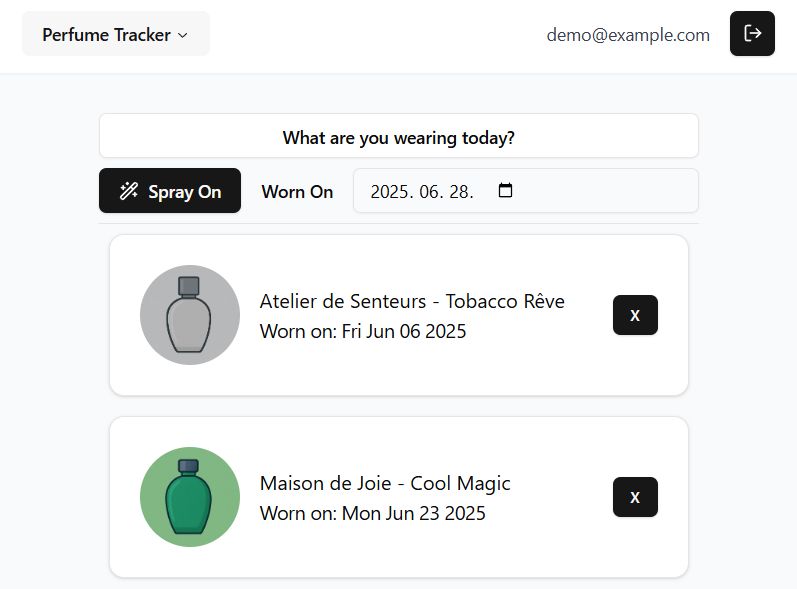 Perfume Tracker
demo@example.com
What are you wearing today?
Spray On
Worn On
2025. 06. 28.
Atelier de Senteurs - Tobacco Rêve
Worn on: Fri Jun 06 2025
X
Maison de Joie - Cool Magic
Worn on: Mon Jun 23 2025
X